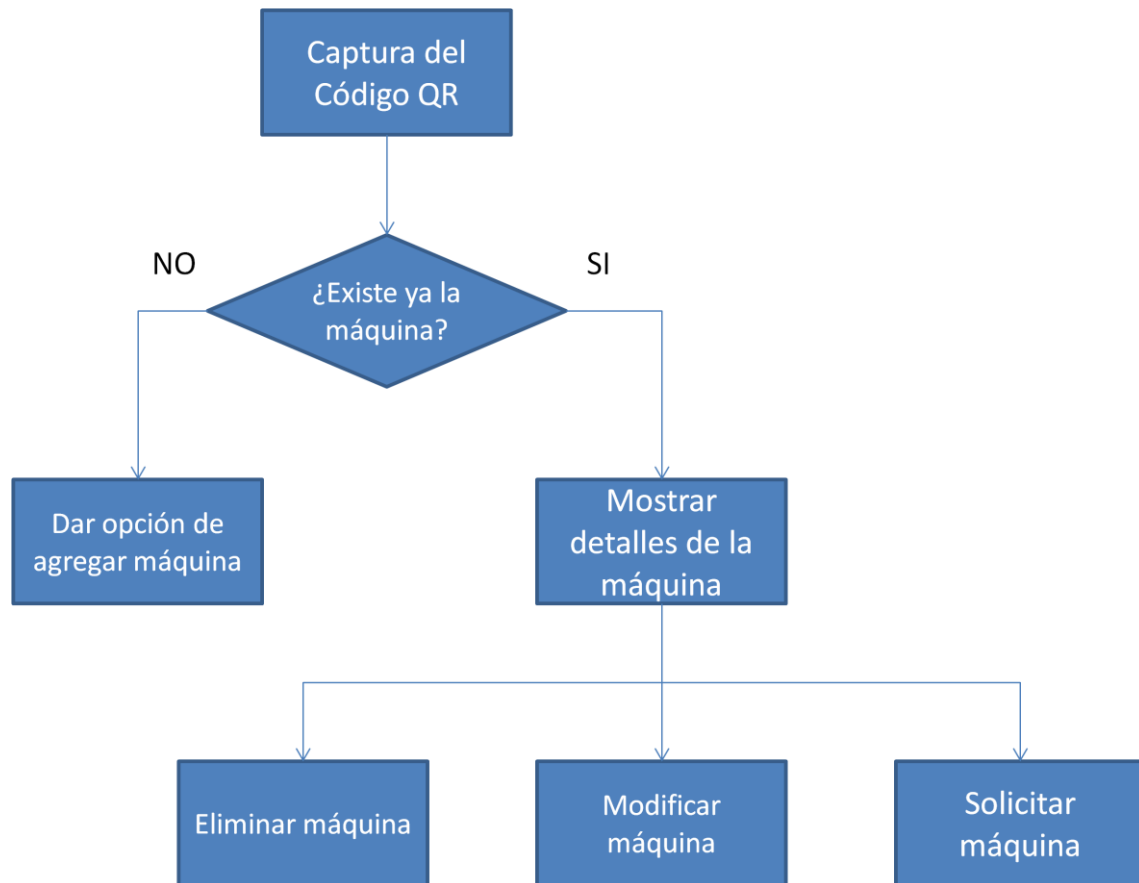 Captura del
Código QR
NO
SI
¿Existe ya la
máquina?
Dar opción de
agregar máquina
Mostrar
detalles de la
máquina
Eliminar máquina
Modificar
máquina
Solicitar
máquina